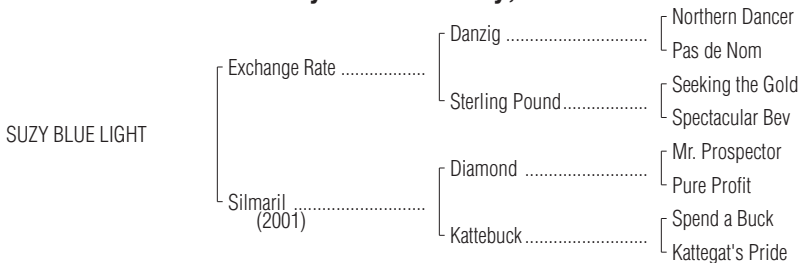 Northern Dancer
Danzig ..............................
Pas de Nom
Exchange Rate ..................
Seeking the Gold
Sterling Pound..................
Spectacular Bev
SUZY BLUE LIGHT
Mr. Prospector
Diamond ..........................
Pure Profit
Silmaril ............................
(2001)
Spend a Buck
Kattebuck..........................
Kattegat's Pride